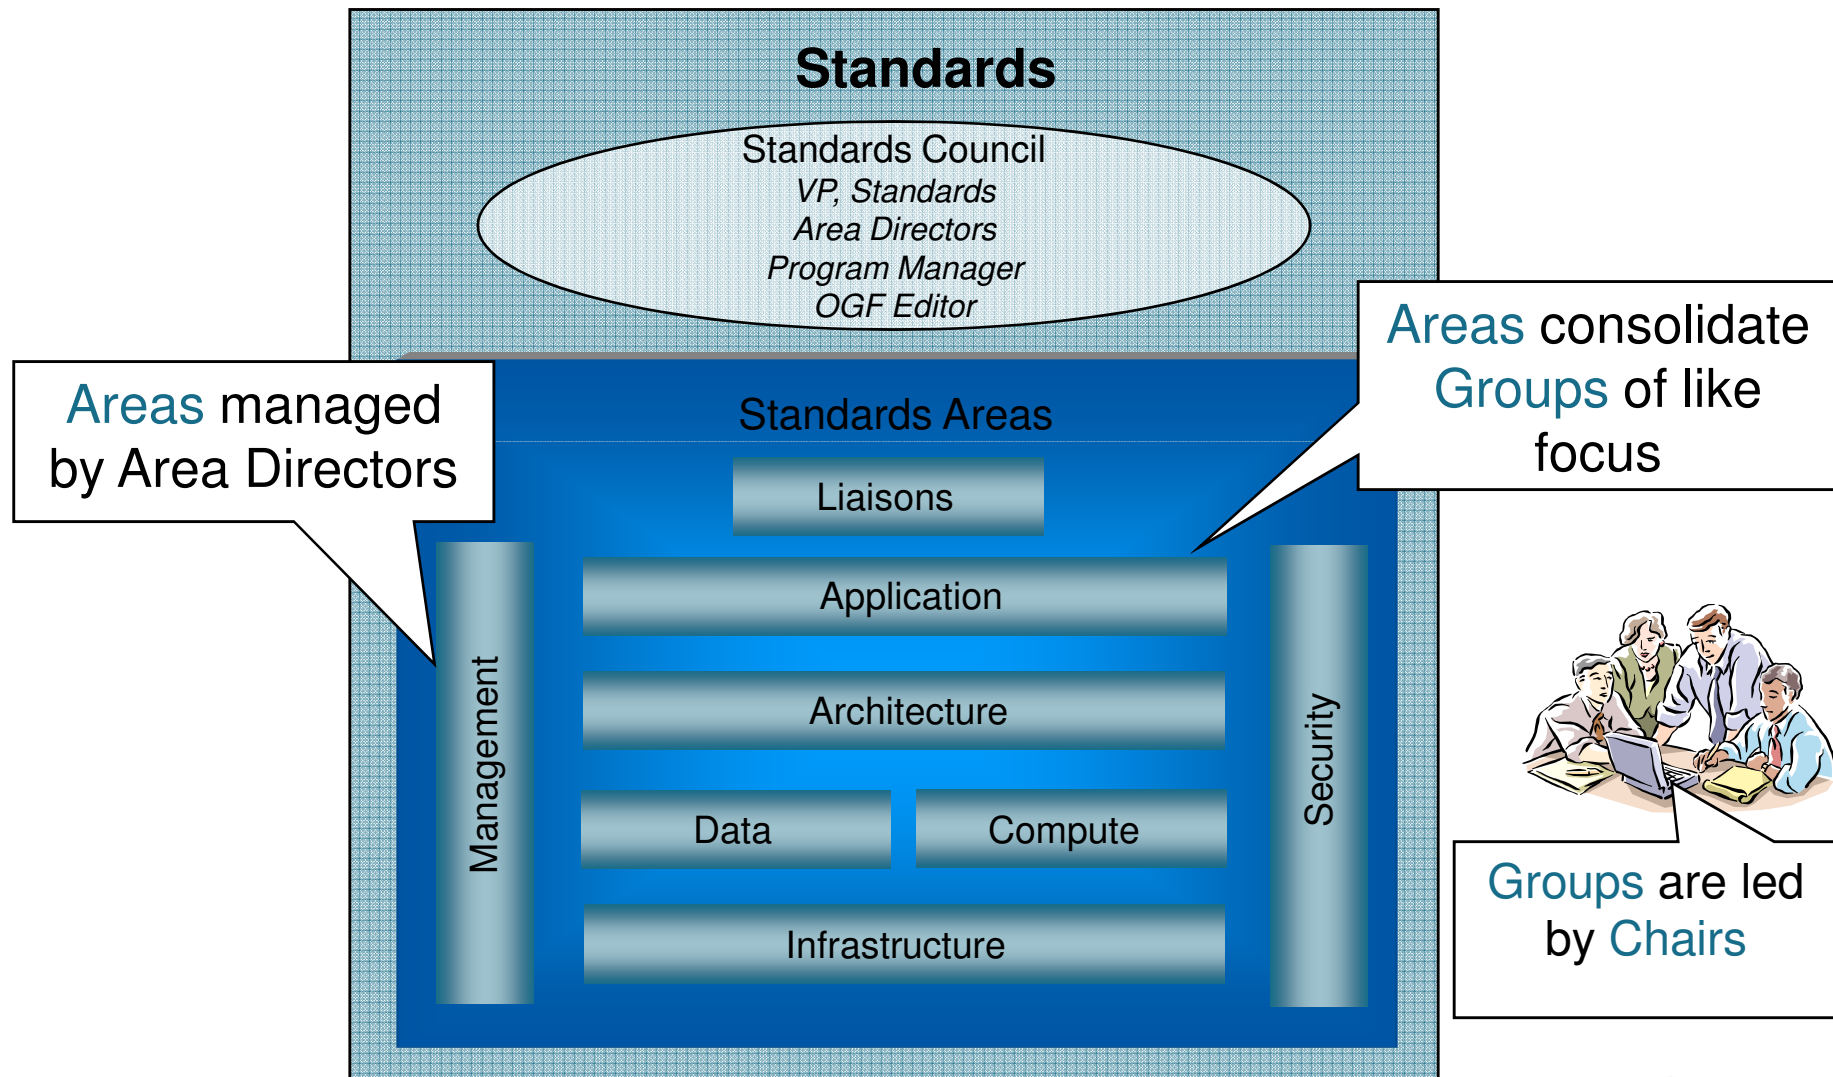 Standards
Standards Council
VP, Standards
Area Directors
Program Manager
OGF Editor
Areas managed
by Area Directors
Areas consolidate
Groups of like
focus
Standards Areas
Liaisons
Application
Architecture
Data
Compute
Infrastructure
Management
Security
Groups are led
by Chairs